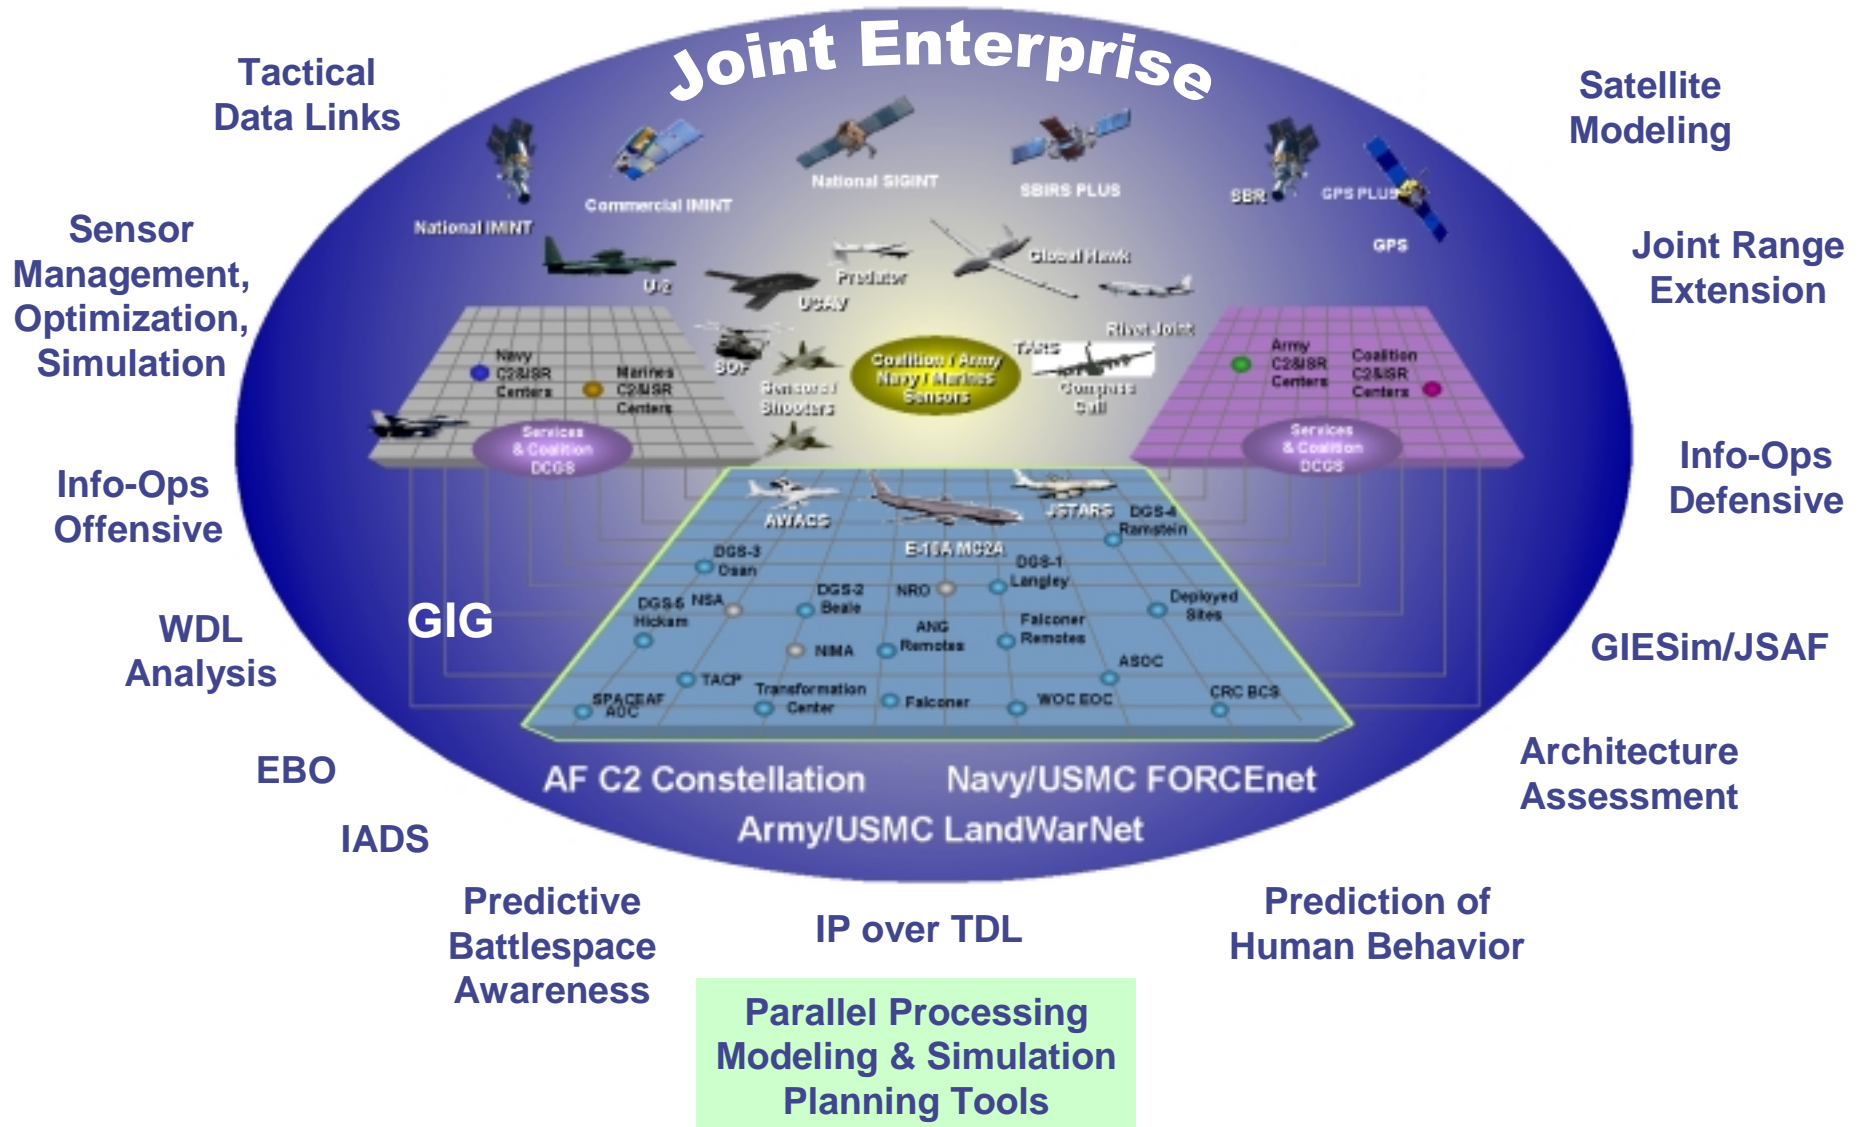 Joint Enterprise
Tactical
Data Links
Satellite
Modeling
National IMINT
Commercial IMINT
National SIGINT
SBIRS PLUS
SBR
GPS PLUS
GPS
Sensor
Management,
Optimization,
Simulation
Joint Range
Extension
U-2
UCAV
Predator
Global Hawk
Rivet Joint
SOF
Sensors /
Shooters
Coalition / Army
Navy / Marines
Sensors
TARS
Compass
Call
Navy
C2&ISR
Centers
Marines
C2&ISR
Centers
Services
& Coalition
DCGS
Army
C2&ISR
Centers
Coalition
C2&ISR
Centers
Services
& Coalition
DCGS
Info-Ops
Offensive
Info-Ops
Defensive
AWACS
E-10A MC2A
JSTARS
DGS-4
Ramstein
DGS-3
Osan
DGS-1
Langley
DGS-5
Hickam
NSA
DGS-2
Beale
NRO
Deployed
Sites
GIG
NIMA
ANG
Remotes
Falconer
Remotes
ASOC
TACP
SPACEAF
AOC
Transformation
Center
Falconer
WOC EOC
CRC BCS
WDL
Analysis
GIESim/JSAF
AF C2 Constellation
Navy/USMC FORCEnet
Army/USMC LandWarNet
EBO
Architecture
Assessment
IADS
Predictive
Battlespace
Awareness
IP over TDL
Prediction of
Human Behavior
Parallel Processing
Modeling & Simulation
Planning Tools